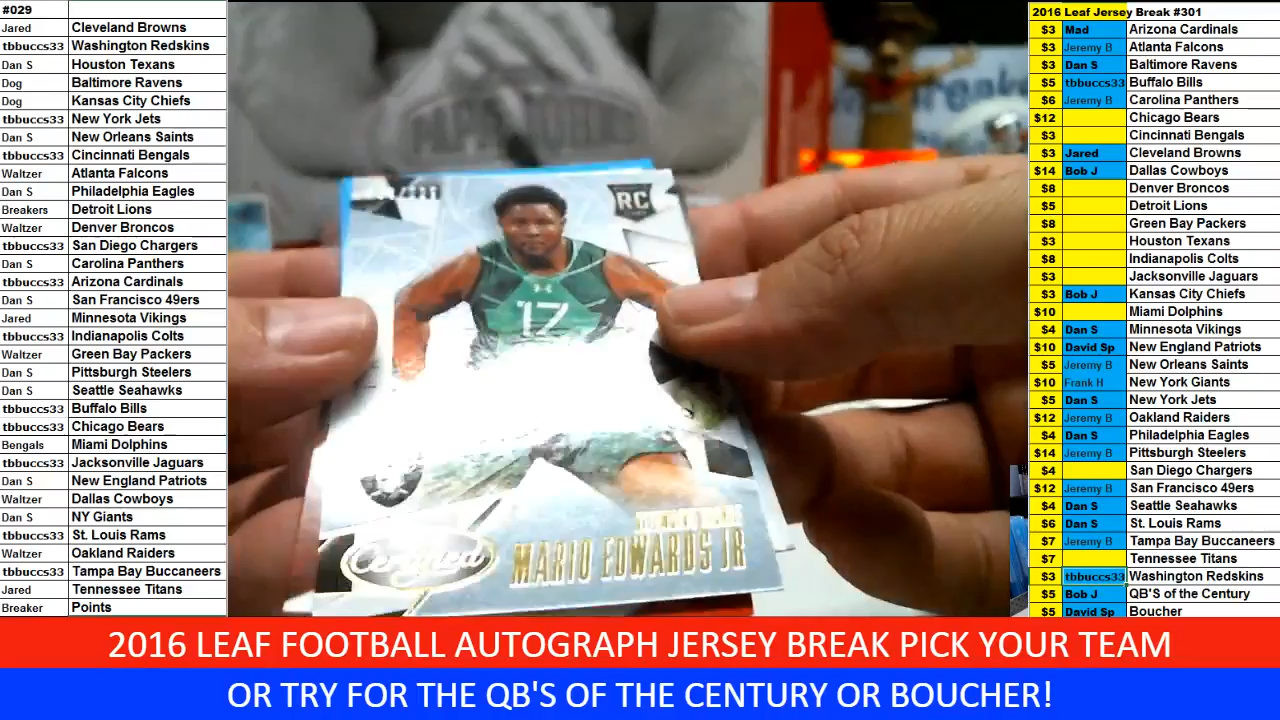 #029
Jared Cleveland Browns
tbbuccs33 Washington Redskins
Dan S Houston Texans
Dog Baltimore Ravens
Dog Kansas City Chiefs
tbbuccs33 New York Jets
Dan S New Orleans Saints
tbbuccs33 Cincinnati Bengals
Waltzer Atlanta Falcons
Dan S Philadelphia Eagles
Breakers Detroit Lions
Waltzer Denver Broncos
tbbuccs33 San Diego Chargers
Dan S Carolina Panthers
tbbuccs33 Arizona Cardinals
Dan S San Francisco 49ers
Jared Minnesota Vikings
tbbuccs33 Indianapolis Colts
Waltzer Green Bay Packers
Dan S Pittsburgh Steelers
Dan S Seattle Seahawks
tbbuccs33 Buffalo Bills
tbbuccs33 Chicago Bears
Bengals Miami Dolphins
tbbuccs33 Jacksonville Jaguars
Dan S New England Patriots
Waltzer Dallas Cowboys
Dan S NY Giants
tbbuccs33 St. Louis Rams
Waltzer Oakland Raiders
tbbuccs33 Tampa Bay Buccaneers
Jared Tennessee Titans
Breaker Points
RC
17
Certified
MARIO EDWARDS JR
2016 Leaf Jersey Break #301
$3 Mad Arizona Cardinals
$3 Jeremy B Atlanta Falcons
$3 Dan S Baltimore Ravens
$5 tbbuccs33 Buffalo Bills
$6 Jeremy B Carolina Panthers
$12 Chicago Bears
$3 Cincinnati Bengals
$3 Jared Cleveland Browns
$14 Bob J Dallas Cowboys
$8 Denver Broncos
$5 Detroit Lions
$8 Green Bay Packers
$3 Houston Texans
$8 Indianapolis Colts
$3 Jacksonville Jaguars
$3 Bob J Kansas City Chiefs
$10 Miami Dolphins
$4 Dan S Minnesota Vikings
$10 David Sp New England Patriots
$5 Jeremy B New Orleans Saints
$10 Frank H New York Giants
$5 Dan S New York Jets
$12 Jeremy B Oakland Raiders
$4 Dan S Philadelphia Eagles
$14 Jeremy B Pittsburgh Steelers
$4 San Diego Chargers
$12 Jeremy B San Francisco 49ers
$4 Dan S Seattle Seahawks
$6 Dan S St. Louis Rams
$7 Jeremy B Tampa Bay Buccaneers
$7 Tennessee Titans
$3 tbbuccs33 Washington Redskins
$5 Bob J QB'S of the Century
$5 David Sp Boucher
2016 LEAF FOOTBALL AUTOGRAPH JERSEY BREAK PICK YOUR TEAM
OR TRY FOR THE QB'S OF THE CENTURY OR BOUCHER!